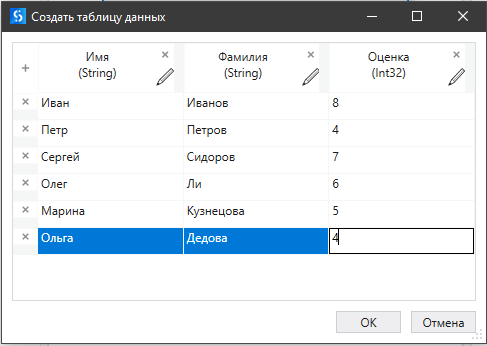 Создать таблицу данных
Имя (String) Фамилия (String) Оценка (Int32)
Иван Иванов 8
Петр Петров 4
Сергей Сидоров 7
Олег Ли 6
Марина Кузнецова 5
Ольга Дедова 4
ОК Отмена